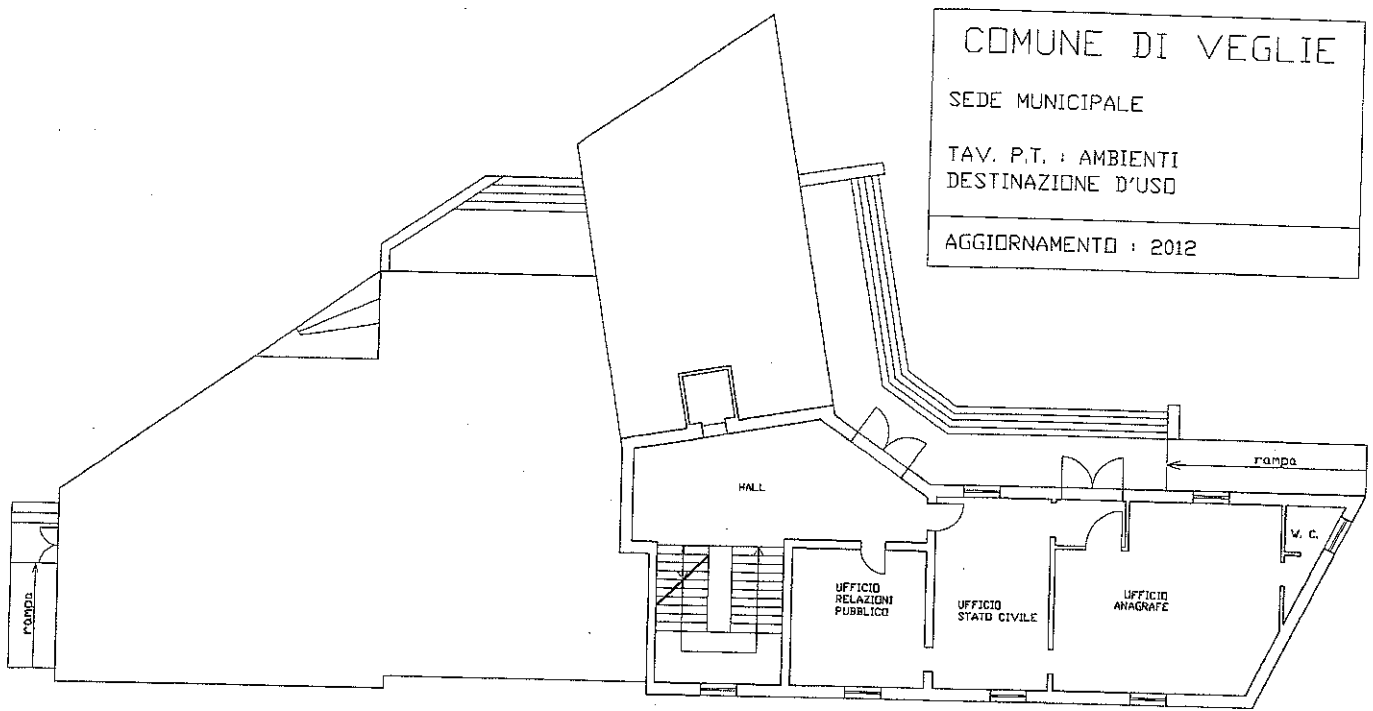 COMUNE DI VEGLIE
SEDE MUNICIPALE
TAV. P.T. : AMBIENTI
DESTINAZIONE D'USO
AGGIORNAMENTO : 2012
rampa
HALL
W. C.
UFFICIO
RELAZIONI
PUBBLICO
UFFICIO
STATO CIVILE
UFFICIO
ANAGRAFE
rampa